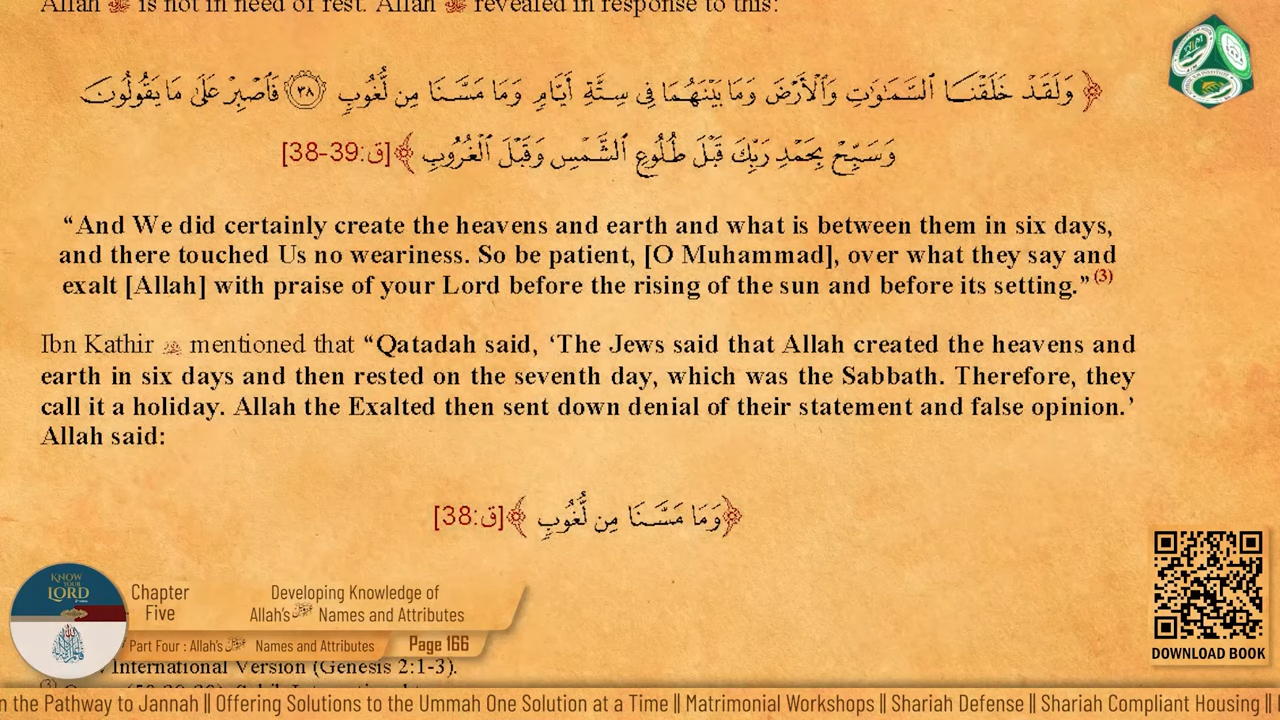 Allah ﷻ is not in need of rest. Allah ﷻ revealed in response to this:
﴿وَلَقَدْ خَلَقْنَا ٱلسَّمَٰوَٰتِ وَٱلْأَرْضَ وَمَا بَيْنَهُمَا فِى سِتَّةِ أَيَّامٍ وَمَا مَسَّنَا مِن لُّغُوبٍ ٣٨ فَٱصْبِرْ عَلَىٰ مَا يَقُولُونَ
وَسَبِّحْ بِحَمْدِ رَبِّكَ قَبْلَ طُلُوعِ ٱلشَّمْسِ وَقَبْلَ ٱلْغُرُوبِ﴾ [ق:38-39]
“And We did certainly create the heavens and earth and what is between them in six days,
and there touched Us no weariness. So be patient, [O Muhammad], over what they say and
exalt [Allah] with praise of your Lord before the rising of the sun and before its setting.”(3)
Ibn Kathir mentioned that “Qatadah said, ‘The Jews said that Allah created the heavens and
earth in six days and then rested on the seventh day, which was the Sabbath. Therefore, they
call it a holiday. Allah the Exalted then sent down denial of their statement and false opinion.’
Allah said:
﴿وَمَا مَسَّنَا مِن لُّغُوبٍ﴾ [ق:38]
KNOW
YOUR
LORD
Chapter
Five
Developing Knowledge of
Allah's Names and Attributes
Part Four : Allah's Names and Attributes
Page 166
International Version (Genesis 2:1-3).
DOWNLOAD BOOK
n the Pathway to Jannah || Offering Solutions to the Ummah One Solution at a Time || Matrimonial Workshops || Shariah Defense || Shariah Compliant Housing ||